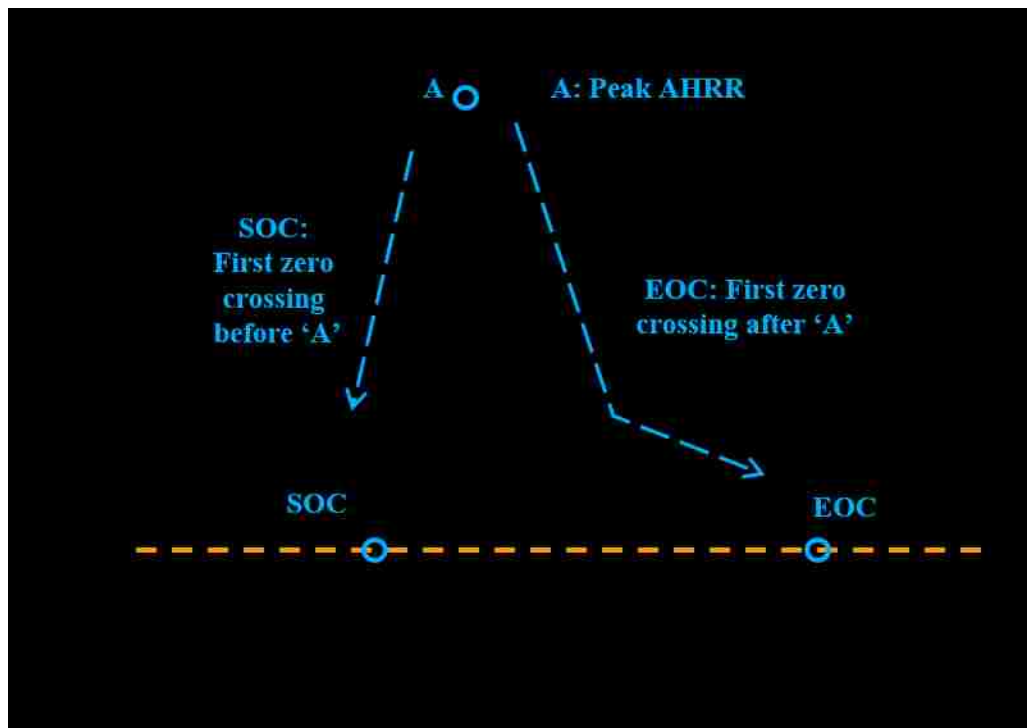 A
A: Peak AHRR
SOC:
First zero
crossing
before ‘A’
EOC: First zero
crossing after ‘A’
SOC
EOC